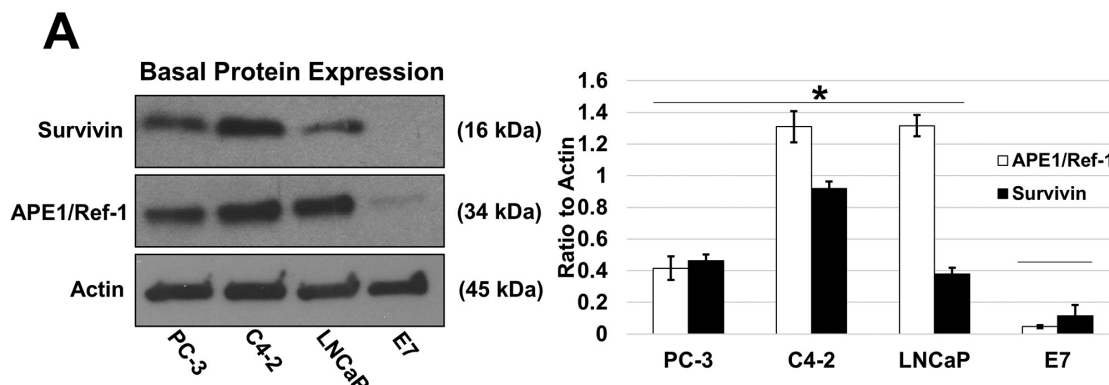 A
Basal Protein Expression
Survivin
(16 kDa)
APE1/Ref-1
(34 kDa)
Actin
(45 kDa)
PC-3
C4-2
LNCaP
E7
Ratio to Actin
1.6
1.4
1.2
1
0.8
0.6
0.4
0.2
0
*
APE1/Ref-1
Survivin
PC-3
C4-2
LNCaP
E7